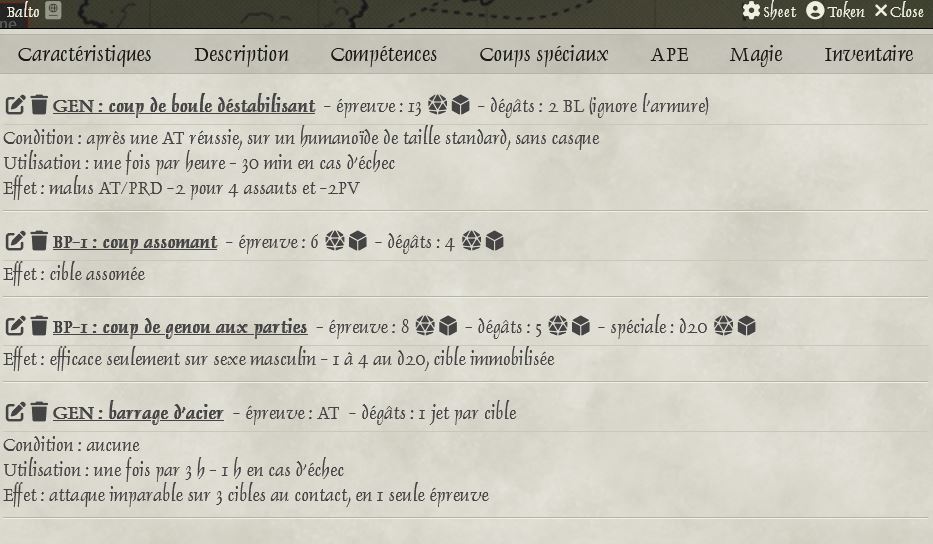 Balto
Sheet Token Close
Caractéristiques Description Compétences Coups spéciaux APE Magie Inventaire
GEN : coup de boule déstabilisant - épreuve : 13 - dégâts : 2 BL (ignore l'armure)
Condition : après une AT réussie, sur un humanoïde de taille standard, sans casque
Utilisation : une fois par heure - 30 min en cas d'échec
Effet : malus AT/PRD -2 pour 4 assauts et -2PV
BP-1 : coup assomant - épreuve : 6 - dégâts : 4
Effet : cible assomée
BP-1 : coup de genou aux parties - épreuve : 8 - dégâts : 5 - spéciale : d20
Effet : efficace seulement sur sexe masculin - 1 à 4 au d20, cible immobilisée
GEN : barrage d'acier - épreuve : AT - dégâts : 1 jet par cible
Condition : aucune
Utilisation : une fois par 3 h - 1 h en cas d'échec
Effet : attaque imparable sur 3 cibles au contact, en 1 seule épreuve